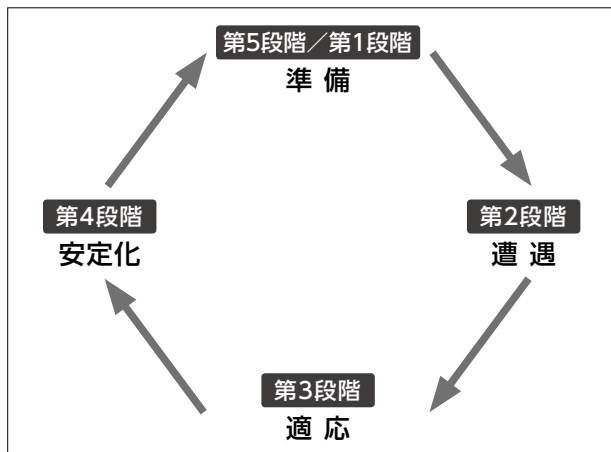 第5段階／第1段階
準 備
第2段階
遭 遇
第3段階
適 応
第4段階
安定化